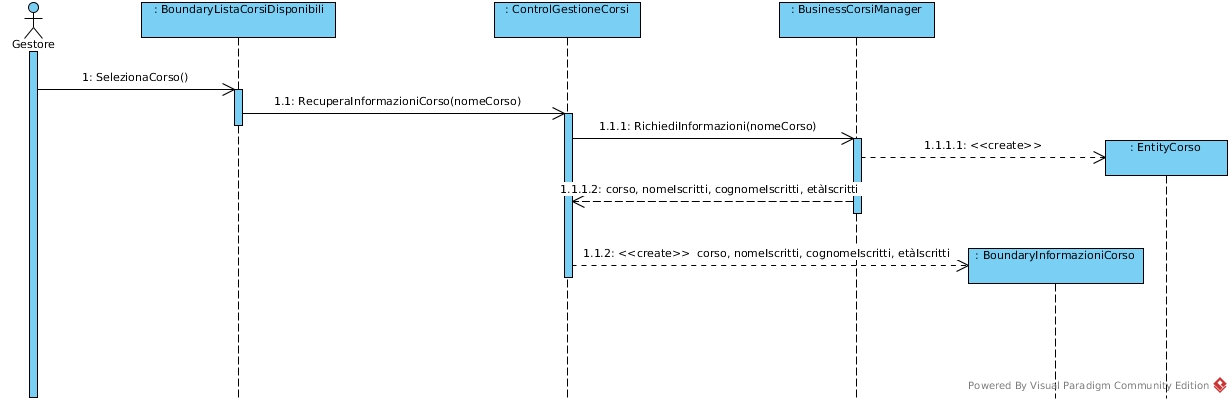 : BoundaryListaCorsiDisponibili
: ControlGestioneCorsi
: BusinessCorsiManager
Gestore
1: SelezionaCorso()
1.1: RecuperaInformazioniCorso(nomeCorso)
1.1.1: RichiediInformazioni(nomeCorso)
1.1.1.1: <<create>>
: EntityCorso
1.1.1.2: corso, nomeIscritti, cognomeIscritti, etàIscritti
1.1.2: <<create>>  corso, nomeIscritti, cognomeIscritti, etàIscritti
: BoundaryInformazioniCorso
Powered By Visual Paradigm Community Edition